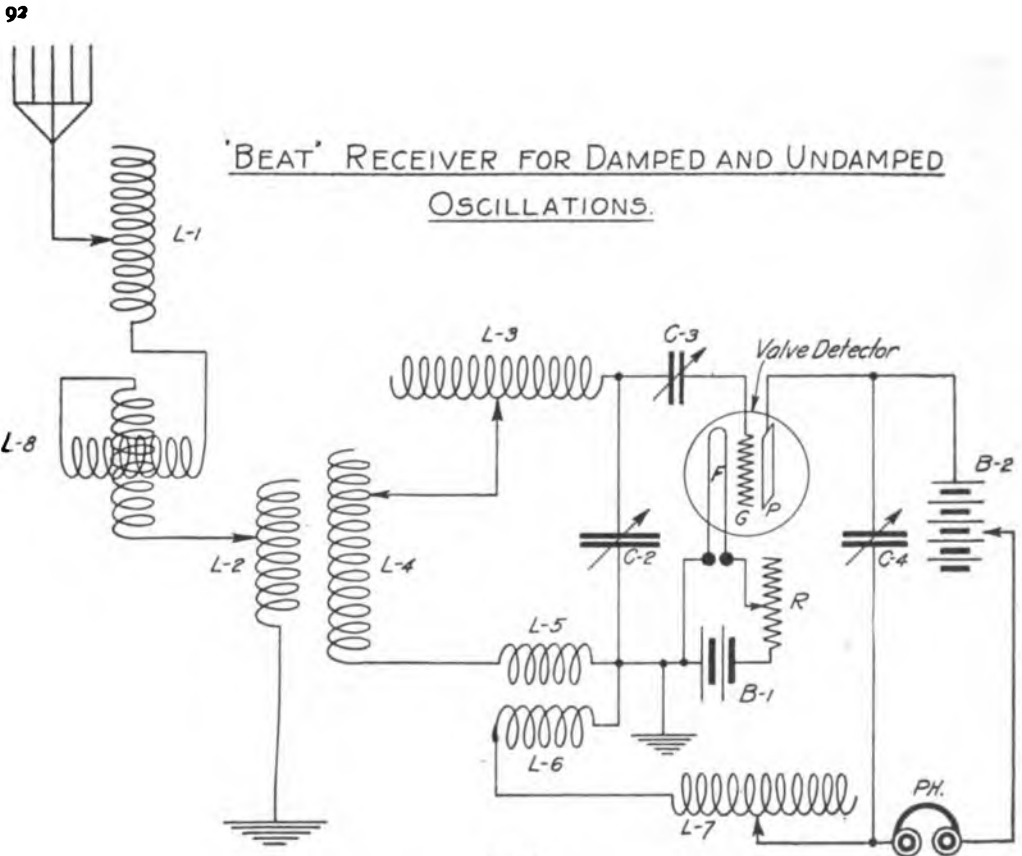 92
'BEAT' RECEIVER FOR DAMPED AND UNDAMPED
OSCILLATIONS.
L-1
L-3
C-3
Valve Detector
L-8
F
G
P
B-2
L-2
L-4
C-2
C-4
R
L-5
B-1
L-6
L-7
PH.